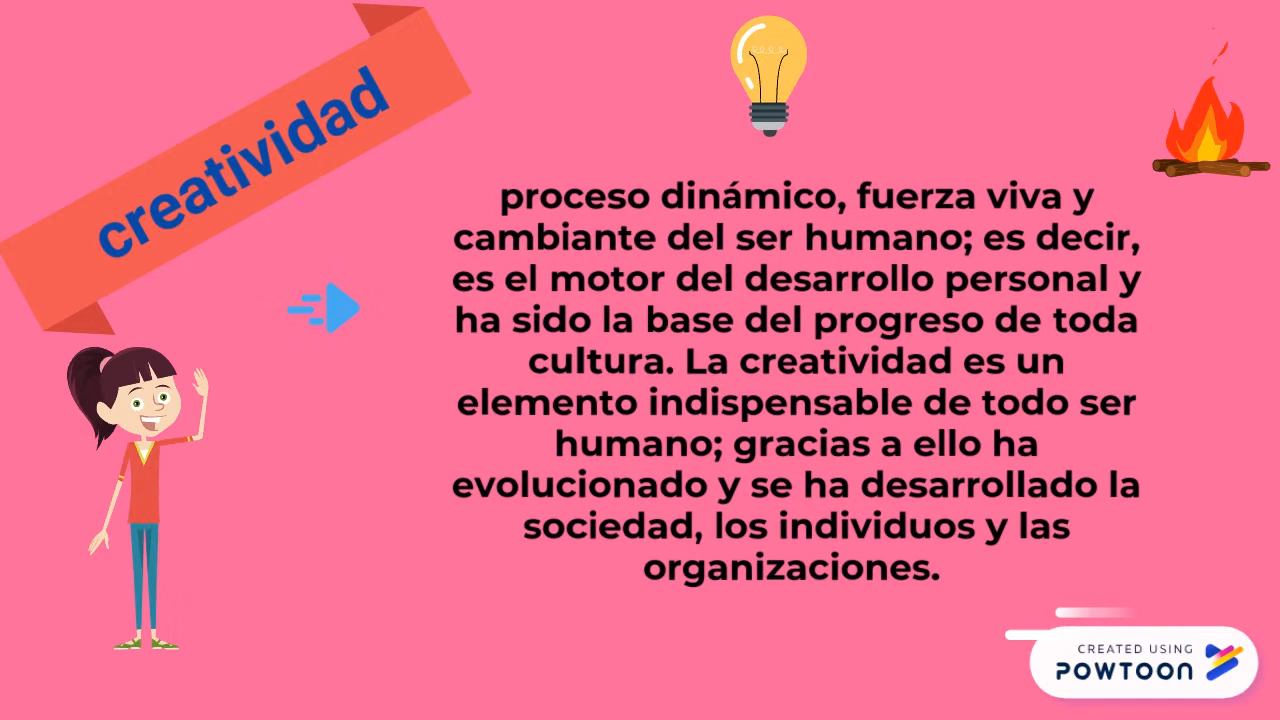 creatividad
proceso dinámico, fuerza viva y
cambiante del ser humano; es decir,
es el motor del desarrollo personal y
ha sido la base del progreso de toda
cultura. La creatividad es un
elemento indispensable de todo ser
humano; gracias a ello ha
evolucionado y se ha desarrollado la
sociedad, los individuos y las
organizaciones.
CREATED USING
POWTOON